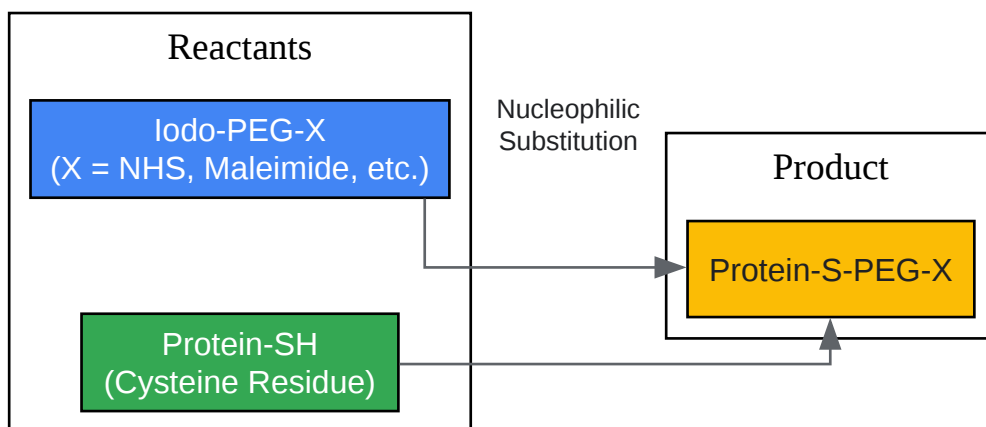 Reactants
Iodo-PEG-X
(X = NHS, Maleimide, etc.)
Nucleophilic
Substitution
Product
Protein-S-PEG-X
Protein-SH
(Cysteine Residue)